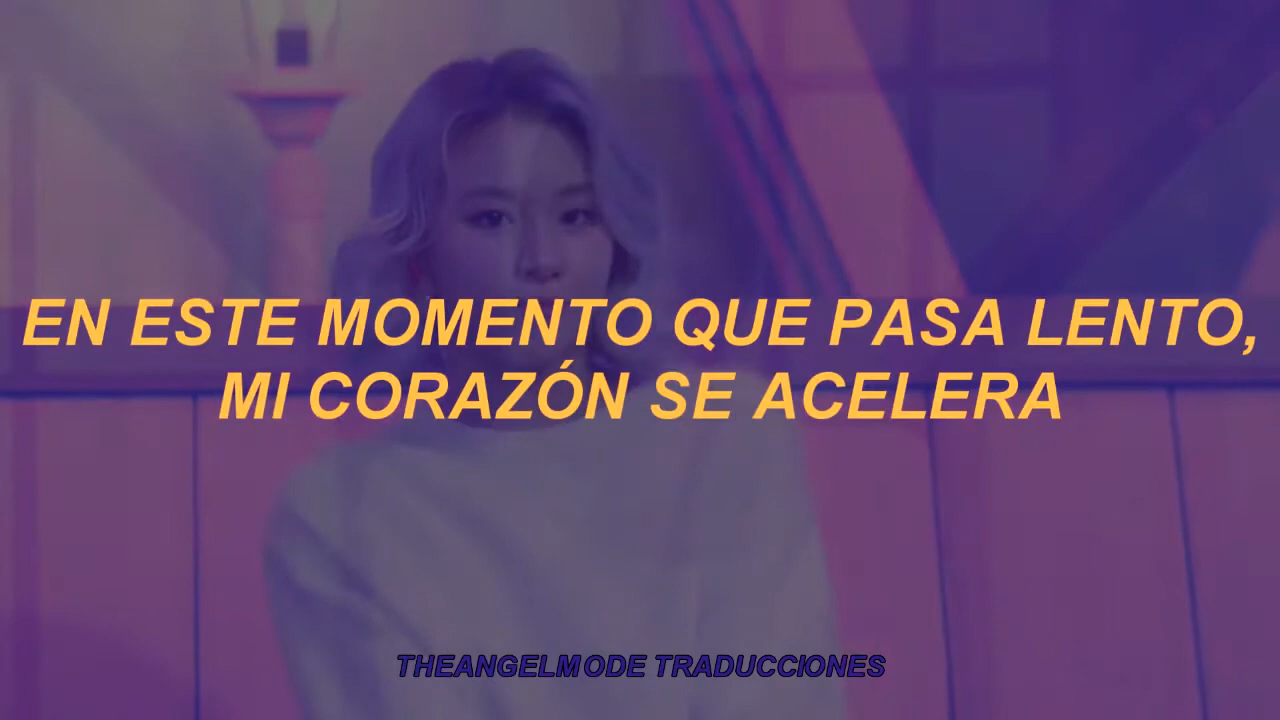 EN ESTE MOMENTO QUE PASA LENTO,
MI CORAZÓN SE ACELERA
THEANGELMODE TRADUCCIONES